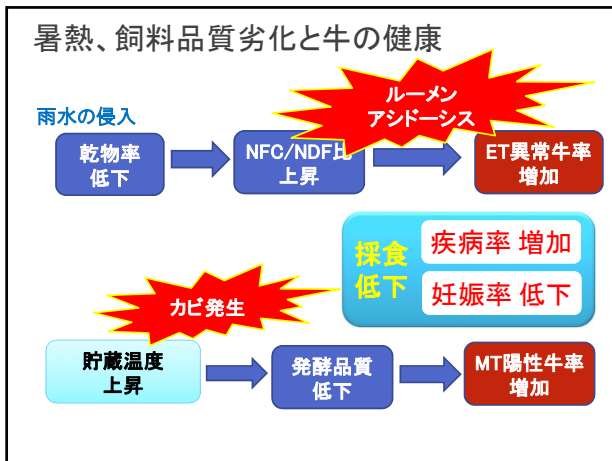 暑熱、飼料品質劣化と牛の健康
雨水の侵入
ルーメン
アシドーシス
乾物率
低下
NFC/NDF比
上昇
ET異常牛率
増加
採食
低下
疾病率 増加
妊娠率 低下
カビ発生
貯蔵温度
上昇
発酵品質
低下
MT陽性牛率
増加